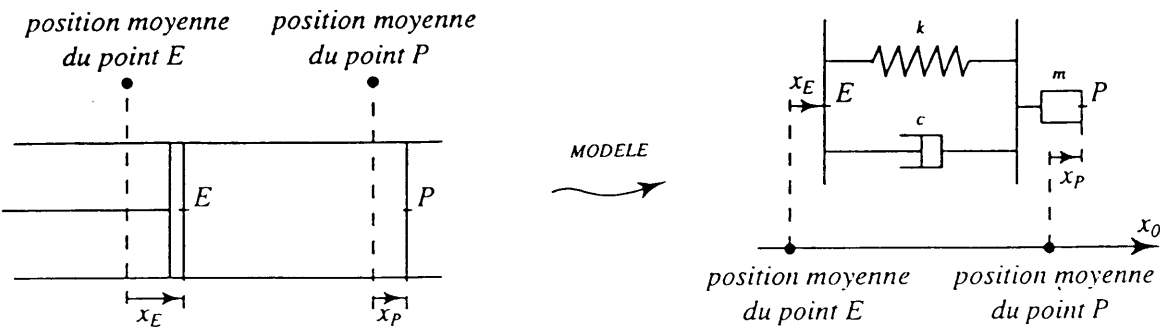 position moyenne
du point E
position moyenne
du point P
E
P
x_E
x_P
MODELE
k
x_E
E
m
P
c
x_P
x_0
position moyenne
du point E
position moyenne
du point P